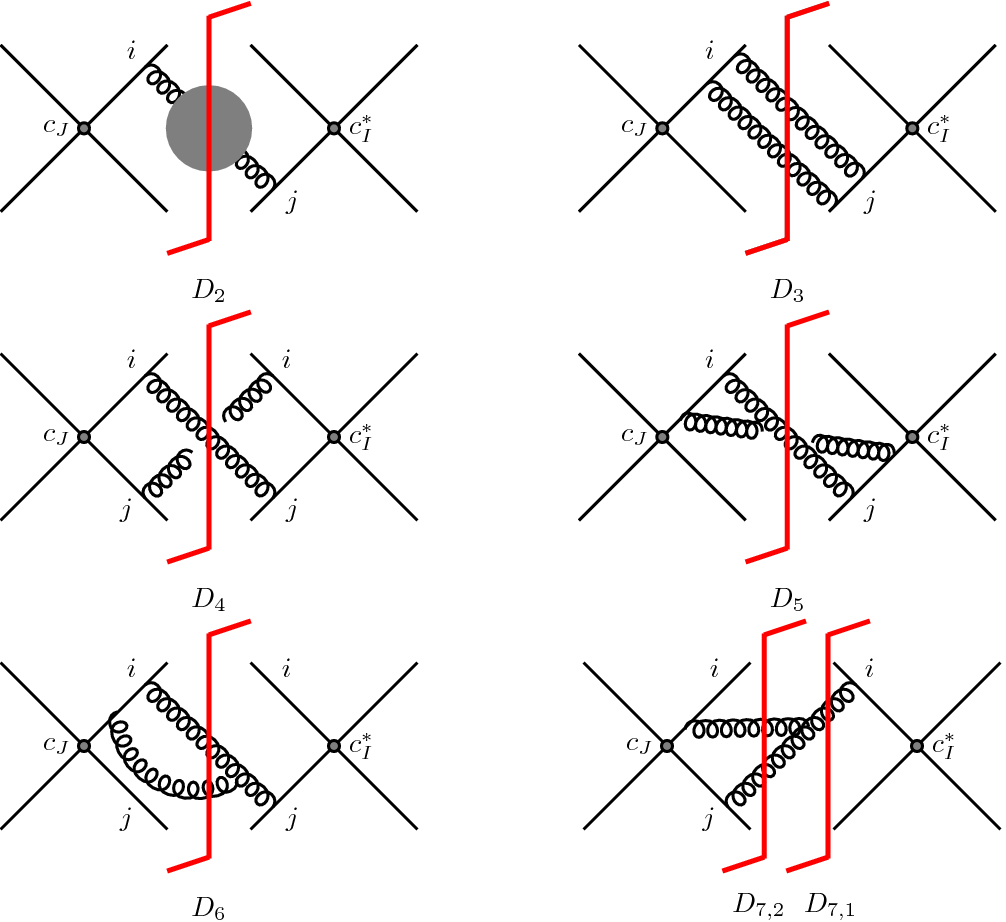 i i
c_J c_I^* c_J c_I^*
j j
D_2 D_3
i i i
c_J c_I^* c_J c_I^*
j j j
D_4 D_5
i i i i
c_J c_I^* c_J c_I^*
j j j
D_6 D_{7,2} D_{7,1}